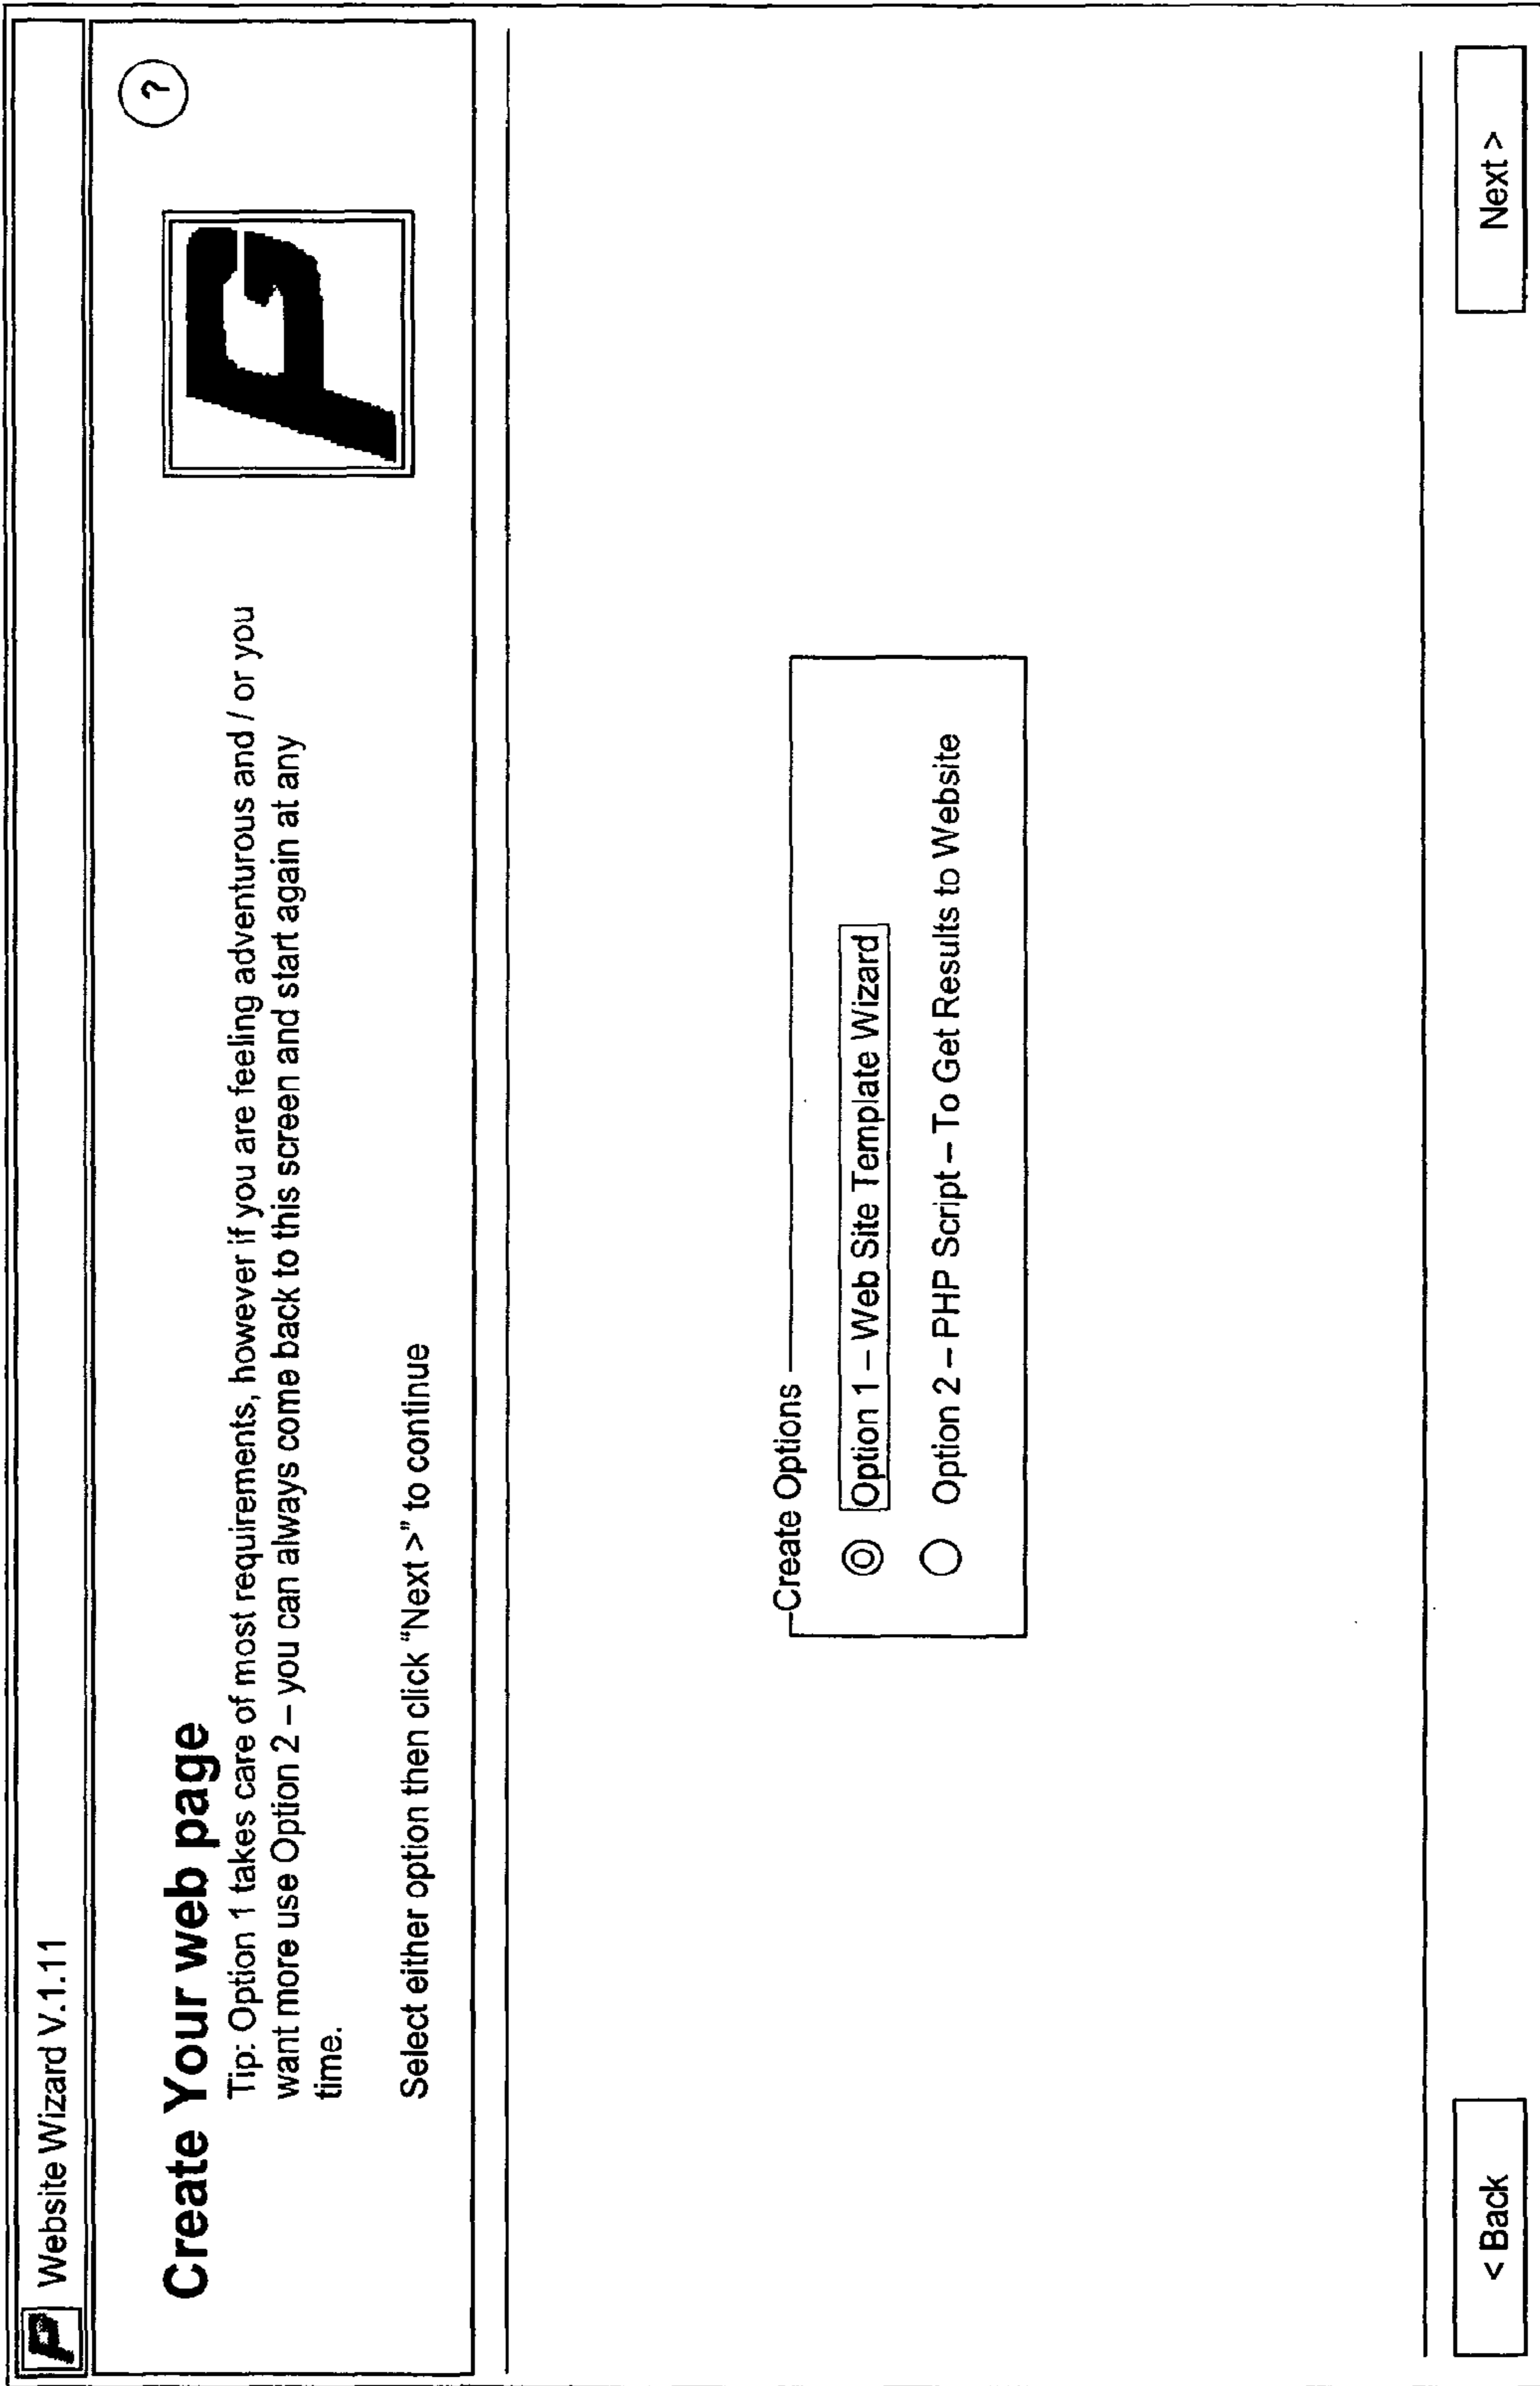 Website Wizard V.1.11
?
Create Your web page
Tip: Option 1 takes care of most requirements, however if you are feeling adventurous and / or you
want more use Option 2 – you can always come back to this screen and start again at any
time.
Select either option then click “Next >” to continue
Create Options
Option 1 – Web Site Template Wizard
Option 2 – PHP Script – To Get Results to Website
< Back
Next >